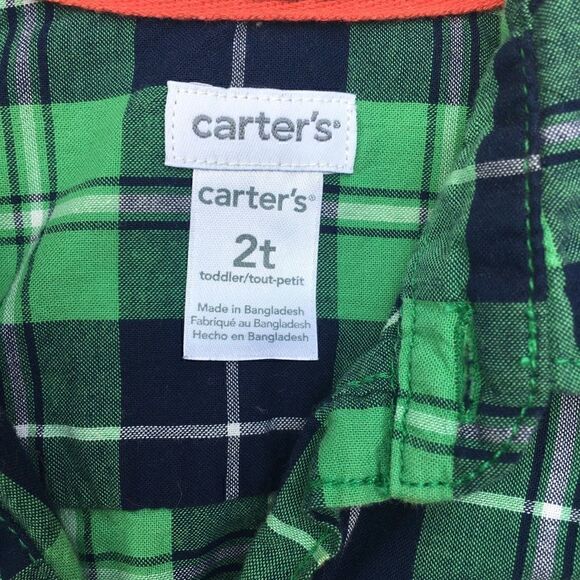 carter's®
carter's®
2t
toddler/tout-petit
Made in Bangladesh
Fabriqué au Bangladesh
Hecho en Bangladesh